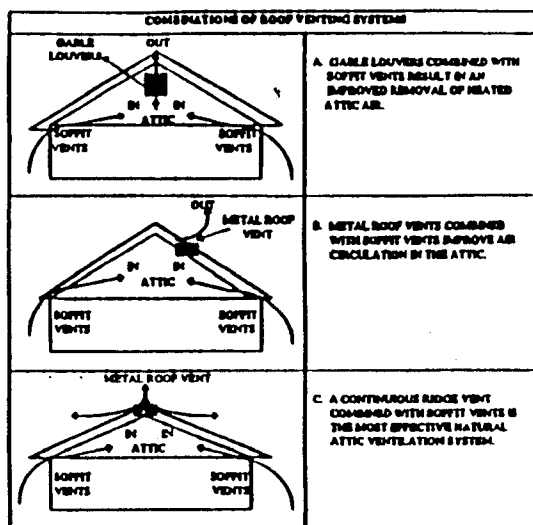 COMBINATIONS OF ROOF VENTING SYSTEMS
GABLE
LOUVERS
OUT
IN IN
ATTIC
SOFFIT
VENTS
SOFFIT
VENTS
A. GABLE LOUVERS COMBINED WITH
SOFFIT VENTS RESULT IN AN
IMPROVED REMOVAL OF HEATED
ATTIC AIR.
OUT
METAL ROOF
VENT
IN IN
ATTIC
SOFFIT
VENTS
SOFFIT
VENTS
B. METAL ROOF VENTS COMBINED
WITH SOFFIT VENTS IMPROVE AIR
CIRCULATION IN THE ATTIC.
METAL ROOF VENT
IN IN
ATTIC
SOFFIT
VENTS
SOFFIT
VENTS
C. A CONTINUOUS RIDGE VENT
COMBINED WITH SOFFIT VENTS IS
THE MOST EFFECTIVE NATURAL
ATTIC VENTILATION SYSTEM.